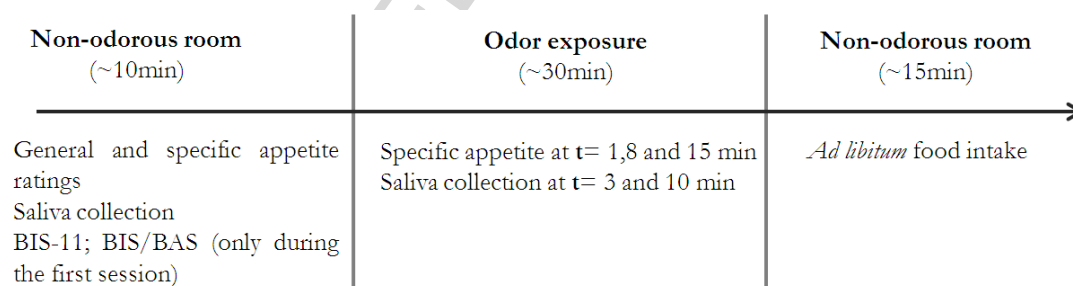 Non-odorous room
(~10min)
Odor exposure
(~30min)
Non-odorous room
(~15min)
General and specific appetite
ratings
Saliva collection
BIS-11; BIS/BAS (only during
the first session)
Specific appetite at t= 1,8 and 15 min
Saliva collection at t= 3 and 10 min
Ad libitum food intake